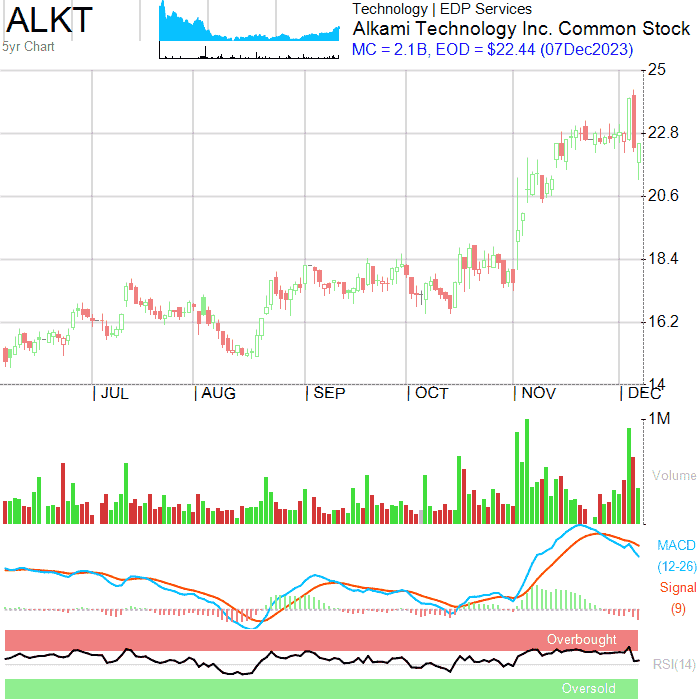 ALKT
5yr Chart
Technology | EDP Services
Alkami Technology Inc. Common Stock
MC = 2.1B, EOD = $22.44 (07Dec2023)
25
22.8
20.6
18.4
16.2
14
| JUL | AUG | SEP | OCT | NOV | DEC
1M
Volume
MACD
(12-26)
Signal
(9)
Overbought
RSI(14)
Oversold